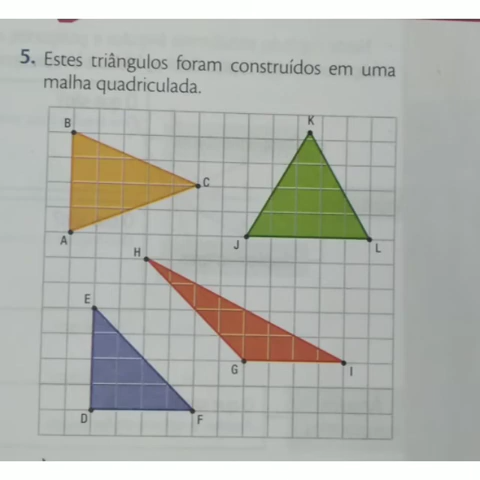 5. Estes triângulos foram construídos em uma
malha quadriculada.
B
K
C
A
J
L
H
E
G
I
D
F